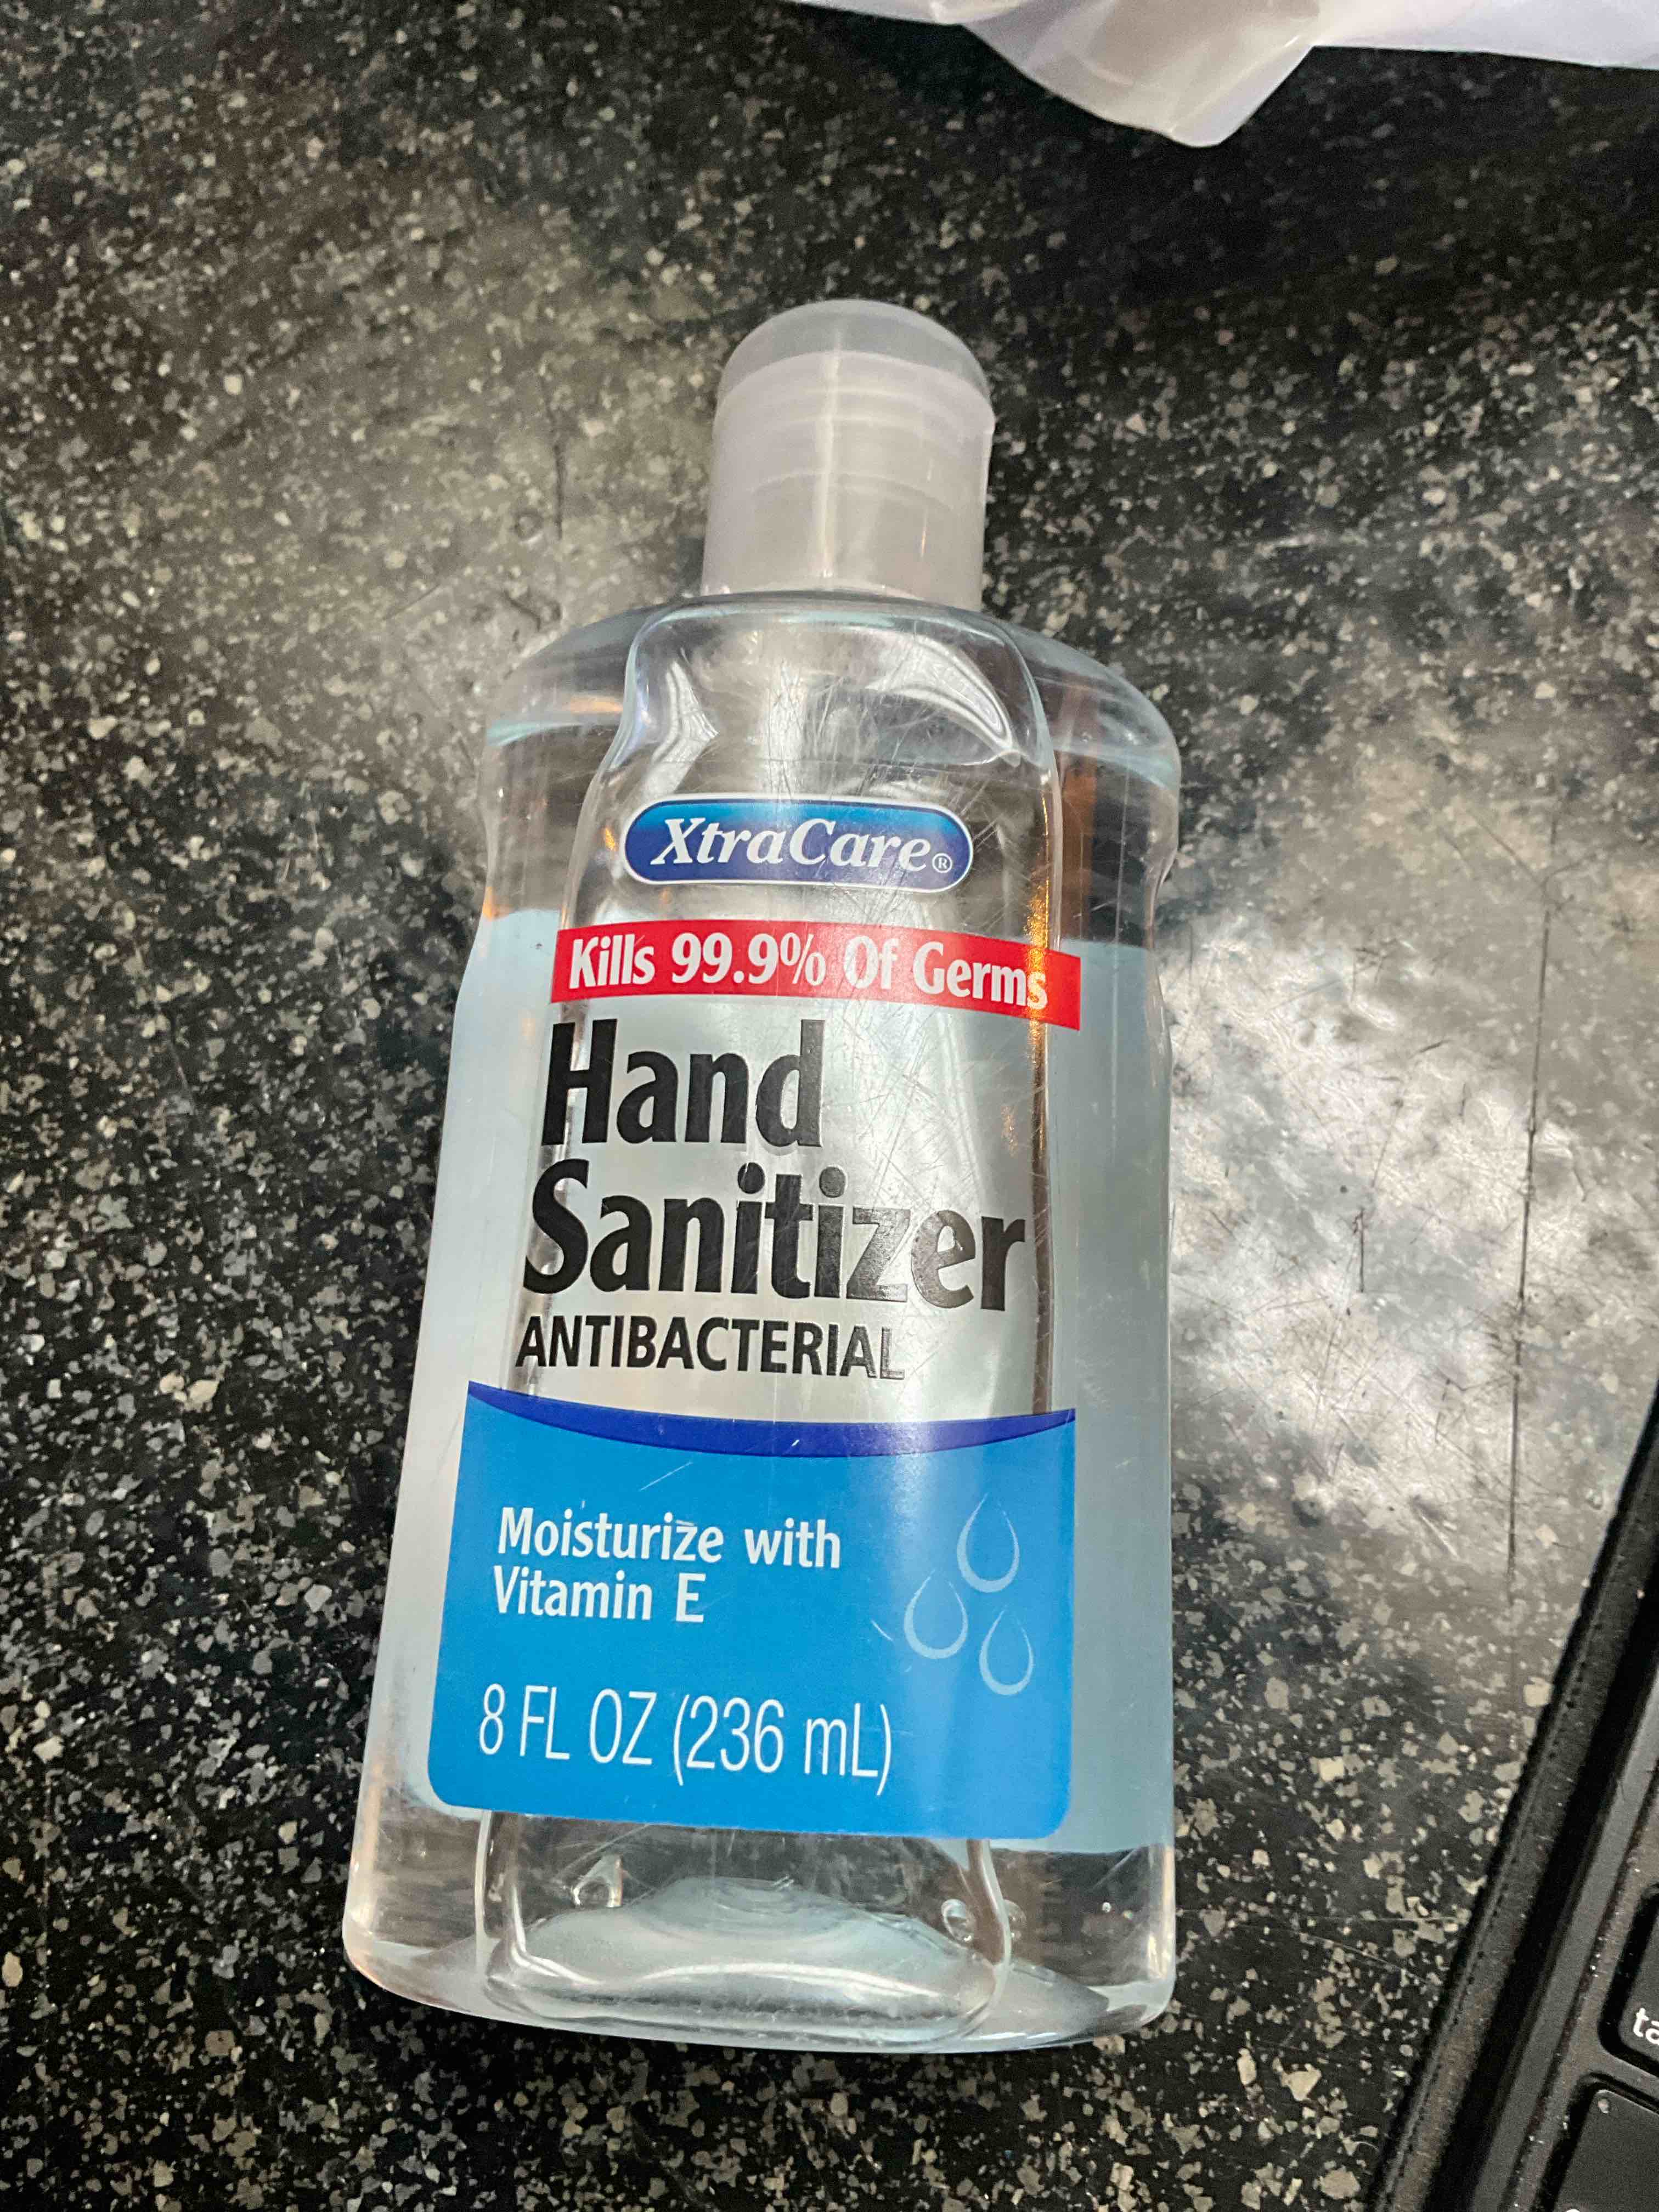 XtraCare®
Kills 99.9% Of Germs
Hand
Sanitizer
ANTIBACTERIAL
Moisturize with
Vitamin E
8 FL OZ (236 mL)